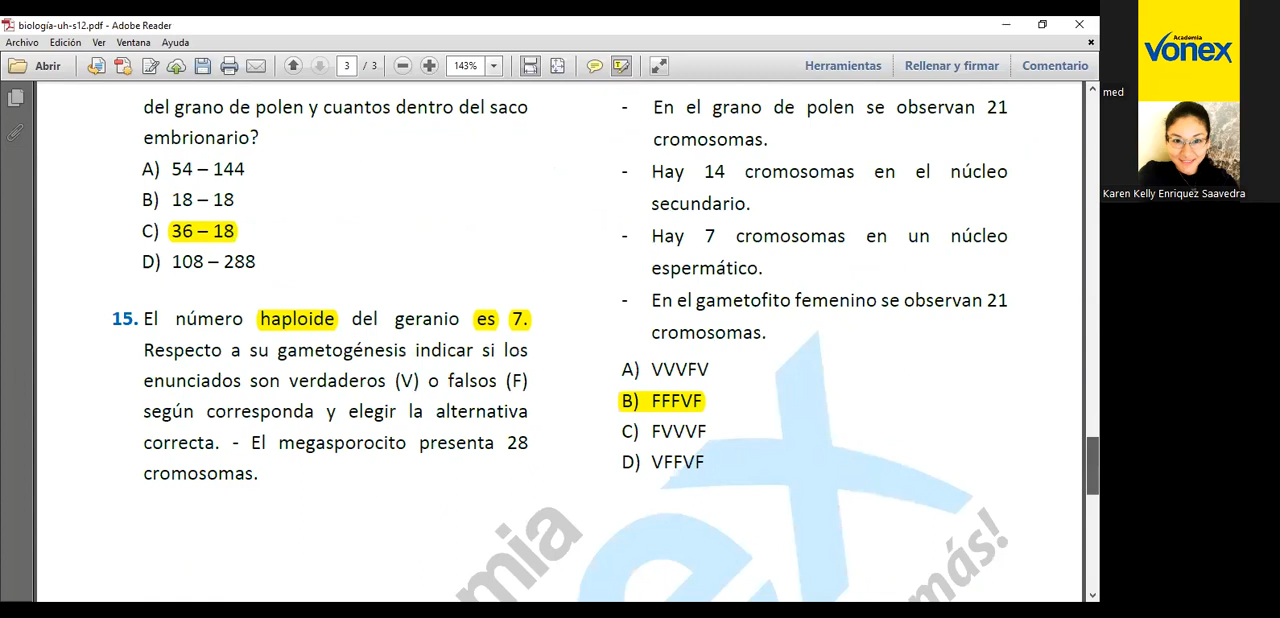 biología-uh-s12.pdf - Adobe Reader
Archivo Edición Ver Ventana Ayuda
Abrir
3 / 3
143%
Herramientas
Rellenar y firmar
Comentario
del grano de polen y cuantos dentro del saco
embrionario?
A) 54 – 144
B) 18 – 18
C) 36 – 18
D) 108 – 288
15. El número haploide del geranio es 7.
Respecto a su gametogénesis indicar si los
enunciados son verdaderos (V) o falsos (F)
según corresponda y elegir la alternativa
correcta. - El megasporocito presenta 28
cromosomas.
- En el grano de polen se observan 21
cromosomas.
- Hay 14 cromosomas en el núcleo
secundario.
- Hay 7 cromosomas en un núcleo
espermático.
- En el gametofito femenino se observan 21
cromosomas.
A) VVVFV
B) FFFVF
C) FVVVF
D) VFFVF
emia
ex
más!
Academia
vonex
med
Karen Kelly Enriquez Saavedra